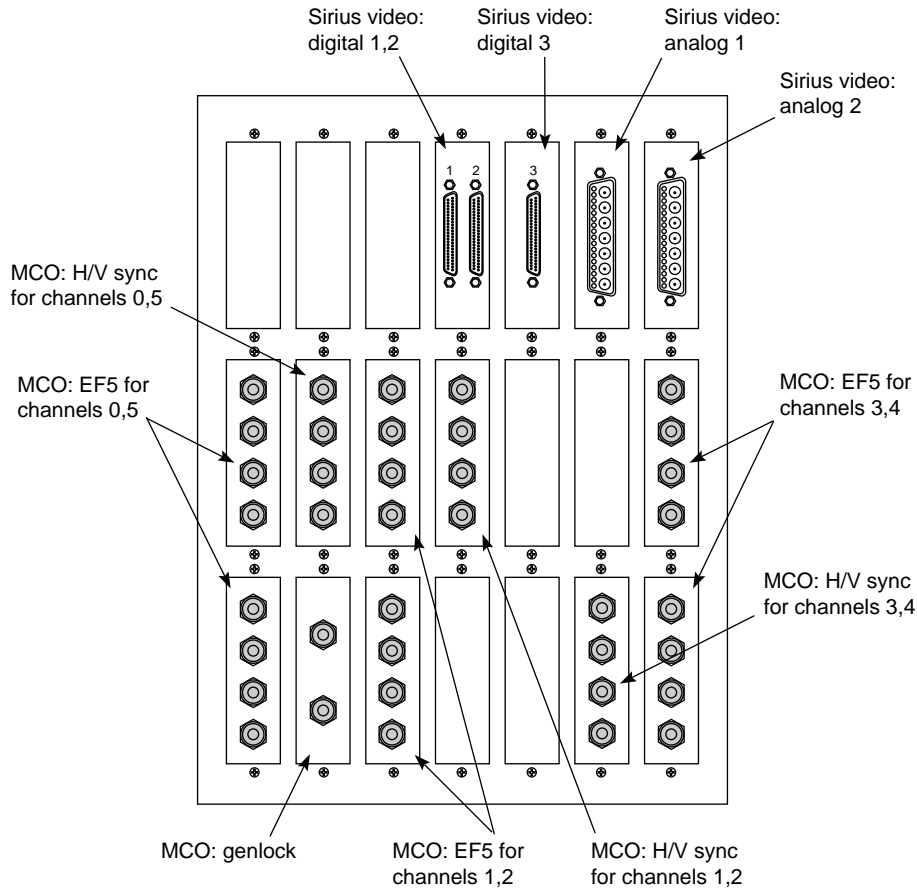 Sirius video:
digital 1,2
Sirius video:
digital 3
Sirius video:
analog 1
Sirius video:
analog 2
1 2
3
MCO: H/V sync
for channels 0,5
MCO: EF5 for
channels 0,5
MCO: EF5 for
channels 3,4
MCO: H/V sync
for channels 3,4
MCO: genlock
MCO: EF5 for
channels 1,2
MCO: H/V sync
for channels 1,2